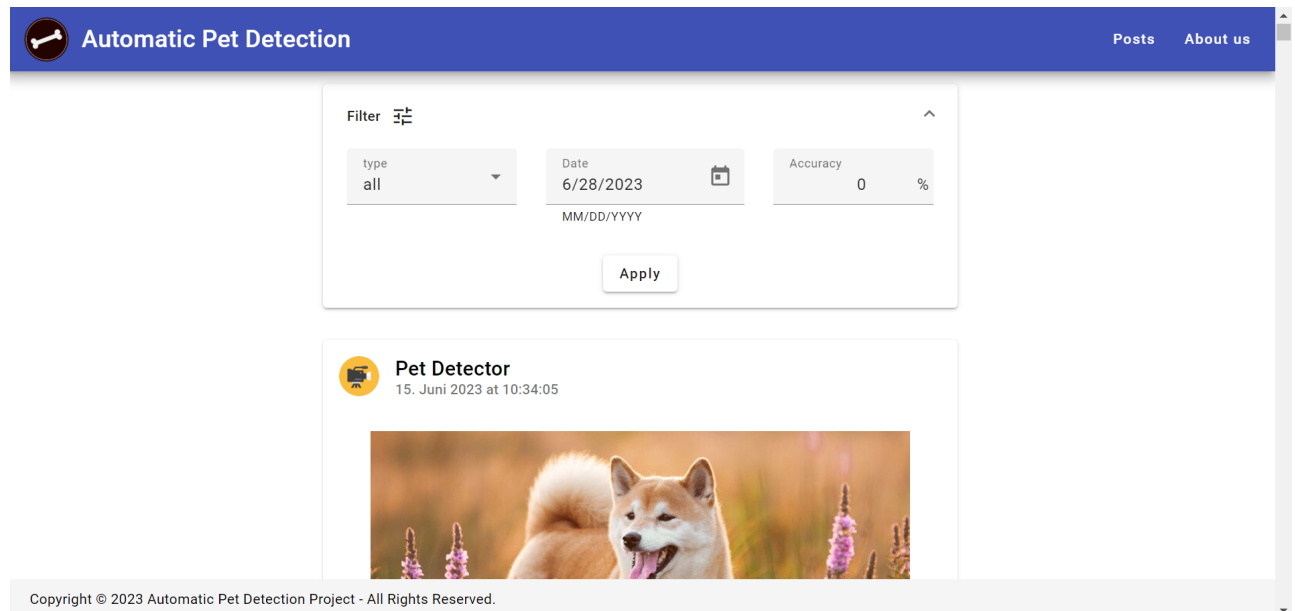 Automatic Pet Detection
Posts About us
Filter
type Date Accuracy
all 6/28/2023 0 %
MM/DD/YYYY
Apply
Pet Detector
15. Juni 2023 at 10:34:05
Copyright © 2023 Automatic Pet Detection Project - All Rights Reserved.